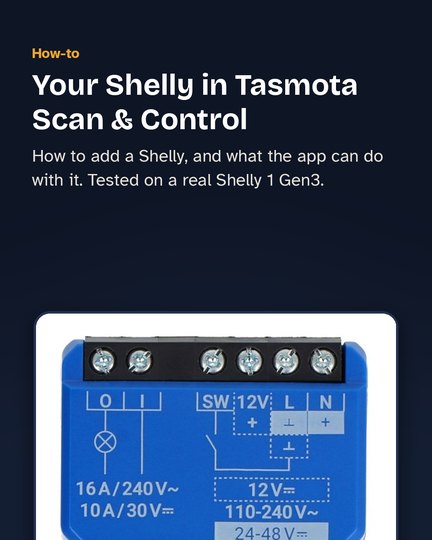 How-to
Your Shelly in Tasmota
Scan & Control
How to add a Shelly, and what the app can do
with it. Tested on a real Shelly 1 Gen3.
O I SW 12V L N
+ ⊥ +
⊥
16A/240V~ 12V⎓
10A/30V⎓ 110-240V~
24-48V⎓